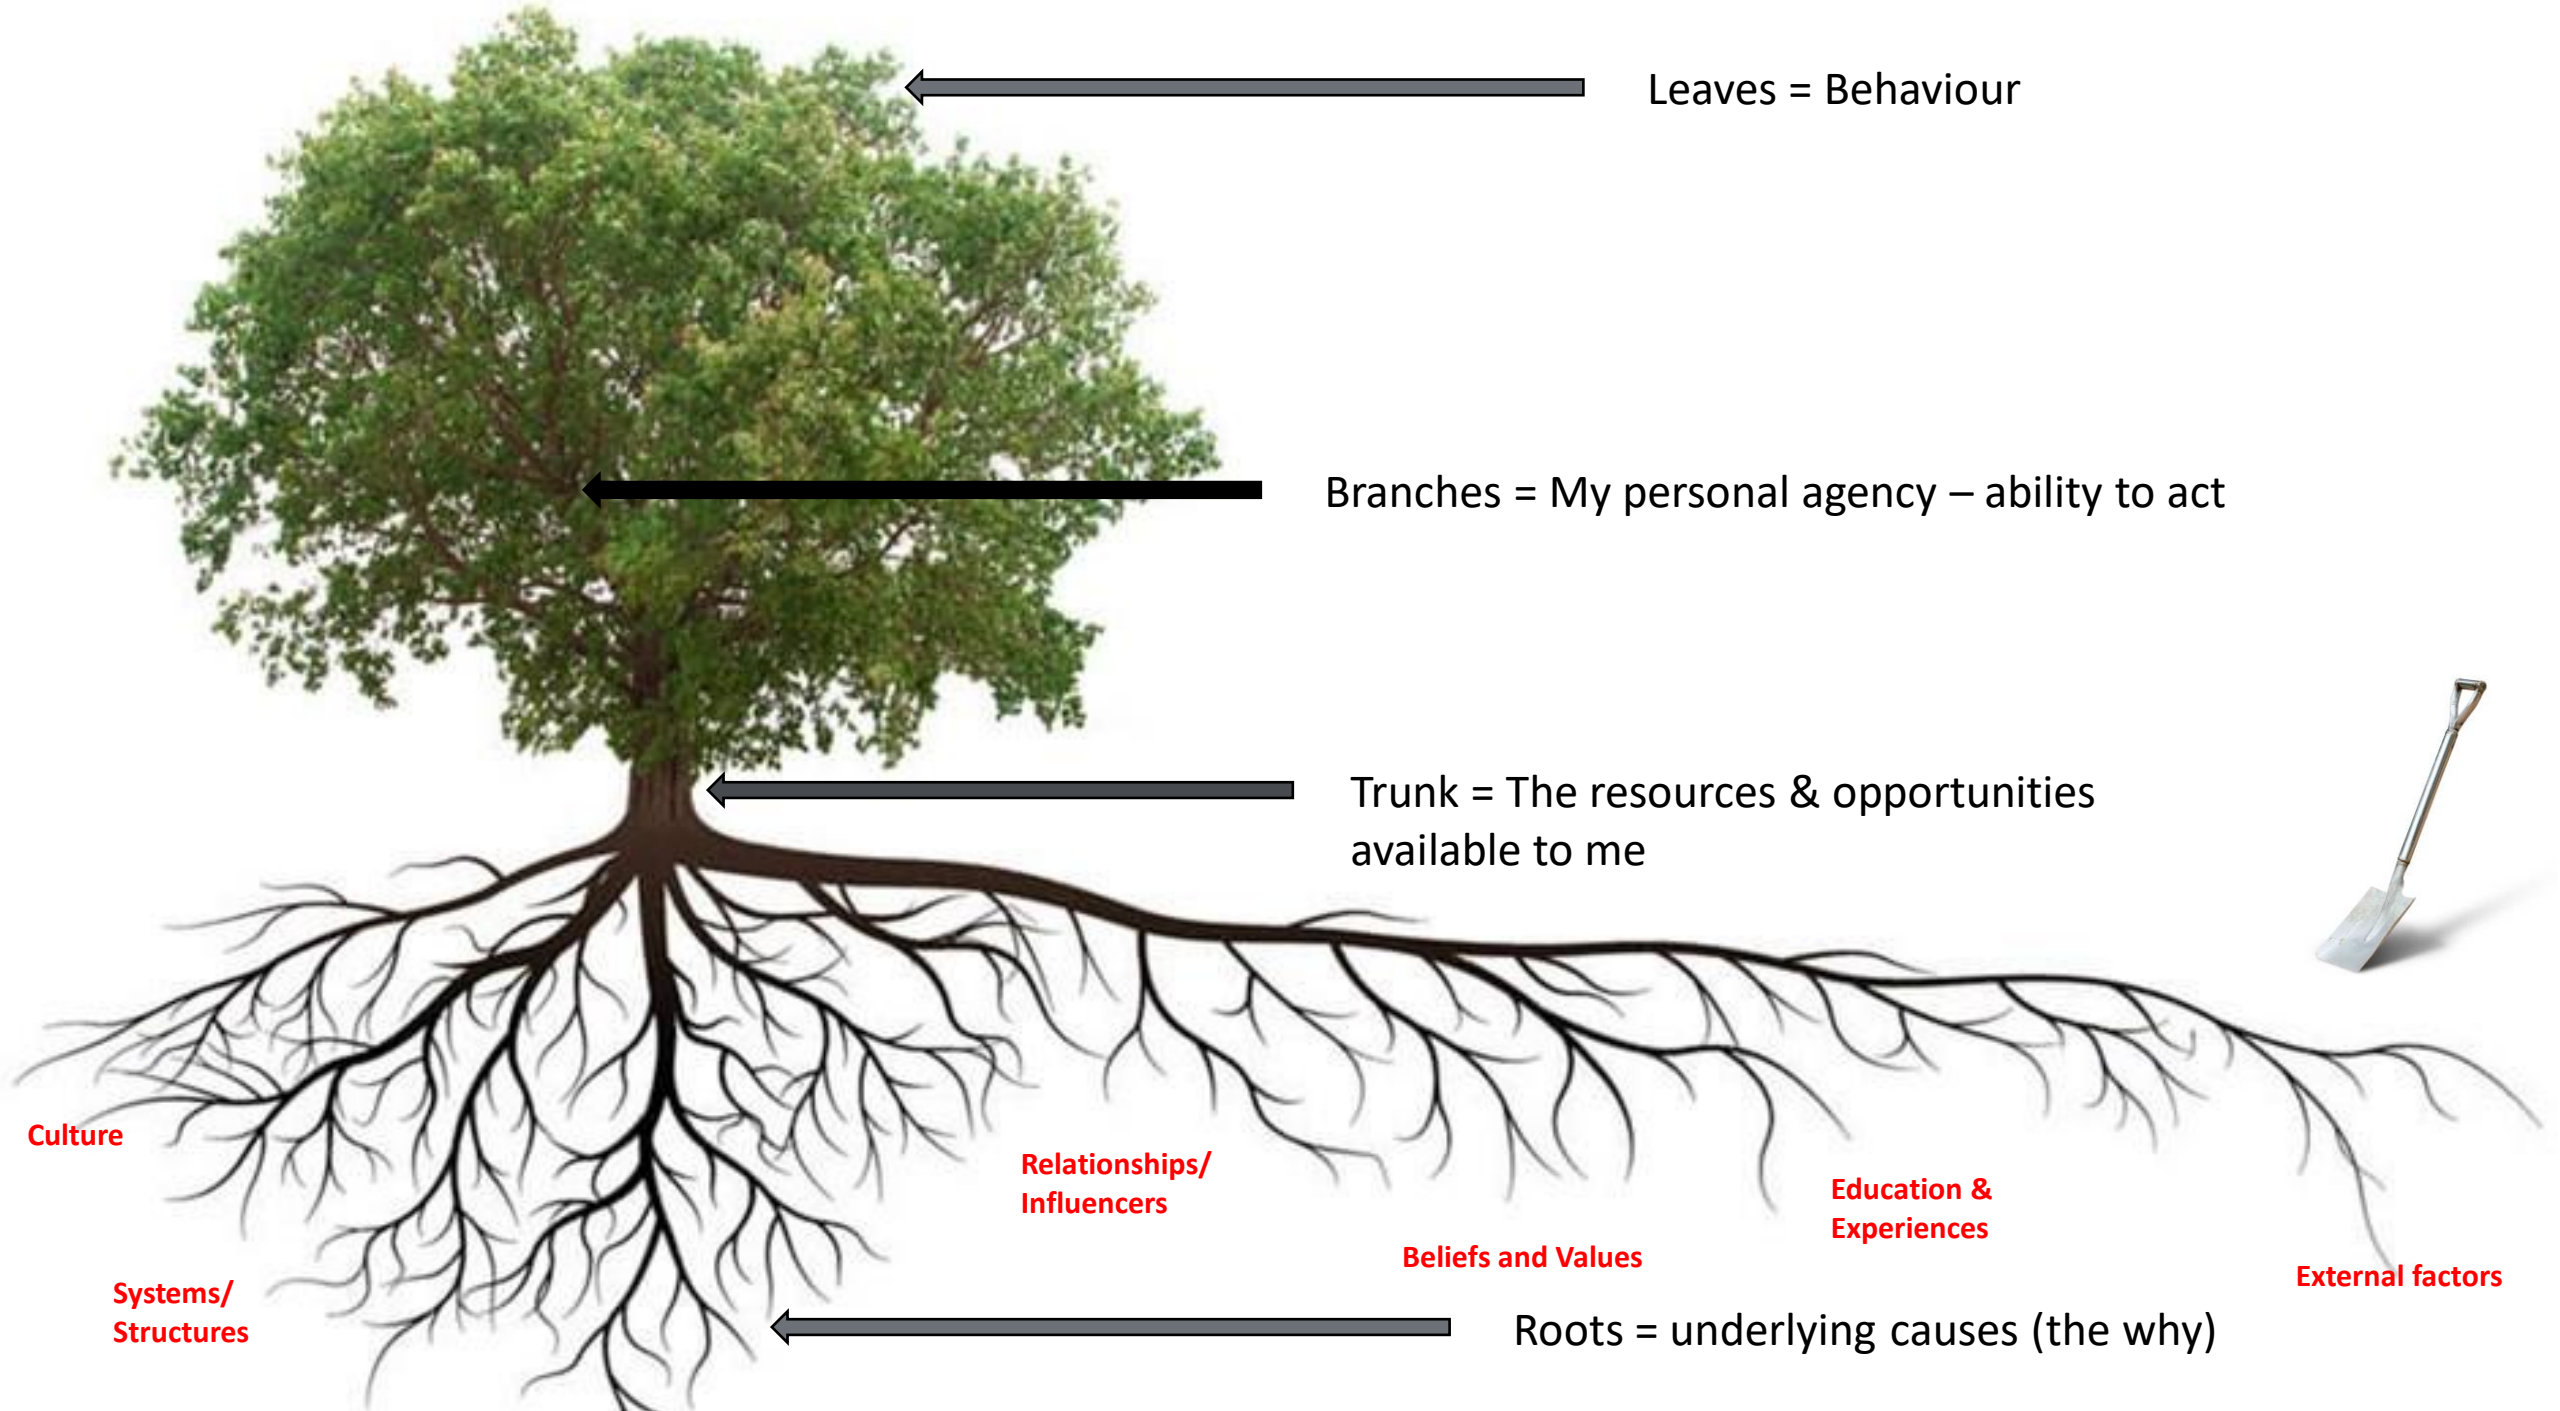 Leaves = Behaviour
Branches = My personal agency – ability to act
Trunk = The resources & opportunities
available to me
Culture
Relationships/
Influencers
Education &
Experiences
Beliefs and Values
External factors
Systems/
Structures
Roots = underlying causes (the why)